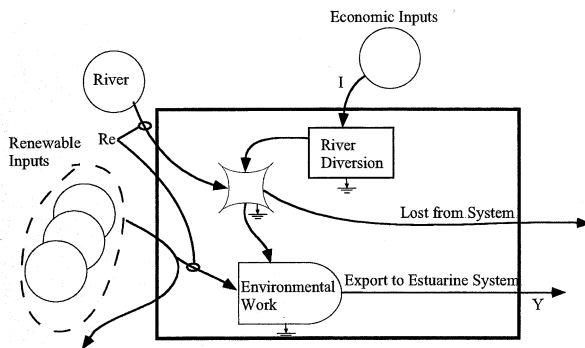 Economic Inputs
River
I
Renewable
Inputs
Re
River
Diversion
Lost from System
Environmental
Work
Export to Estuarine System
Y